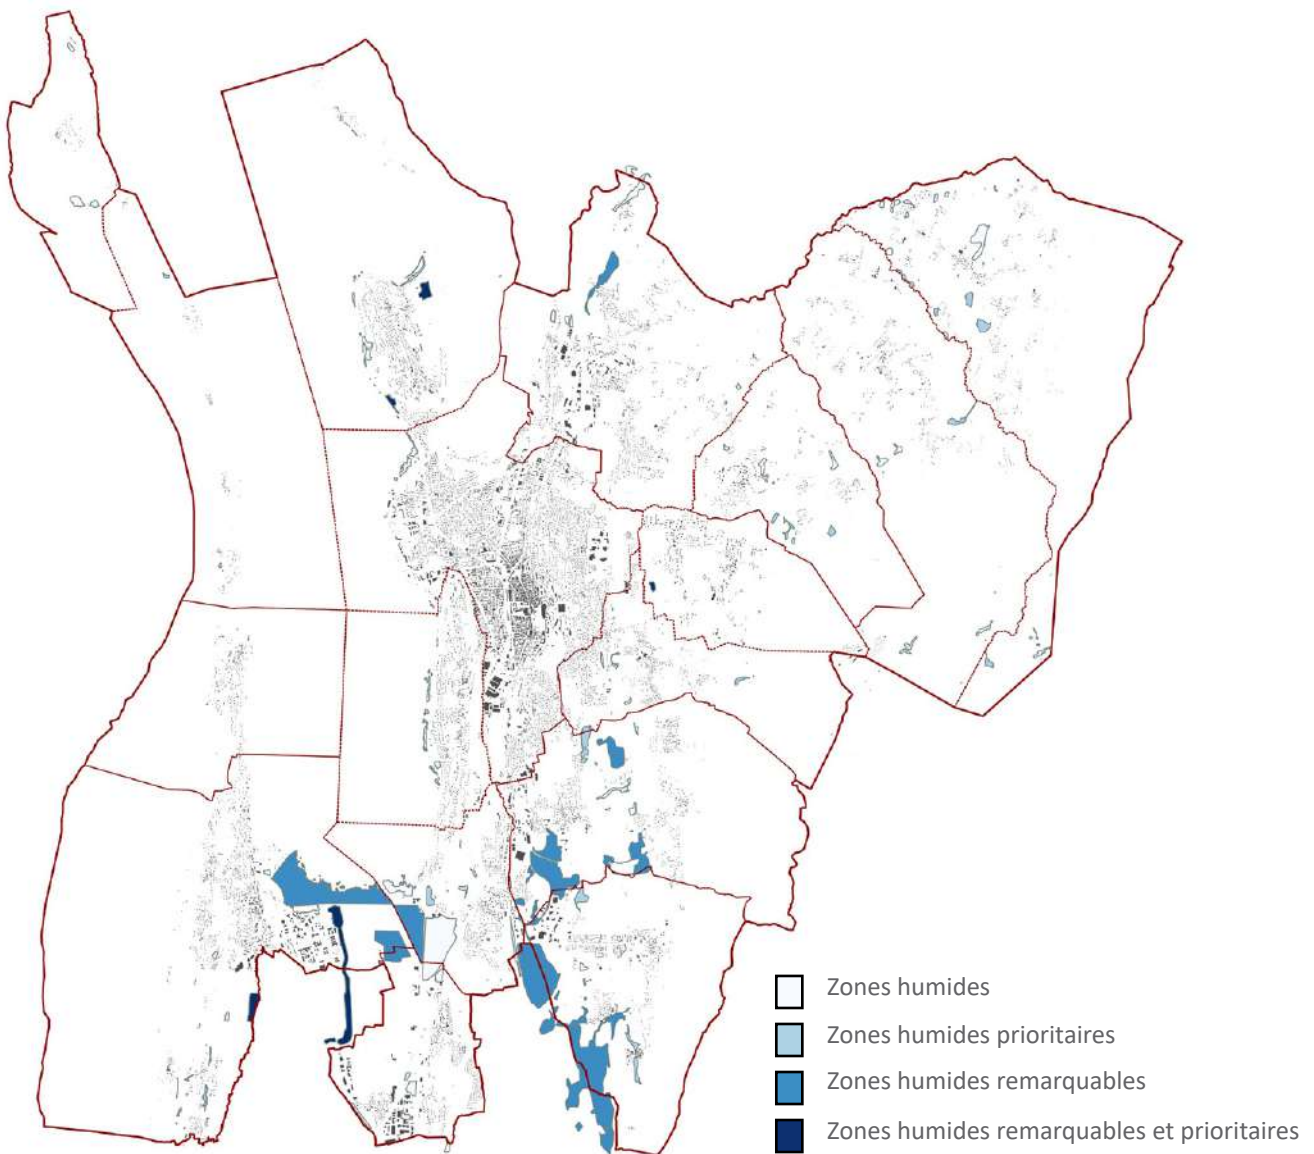 Zones humides
Zones humides prioritaires
Zones humides remarquables
Zones humides remarquables et prioritaires